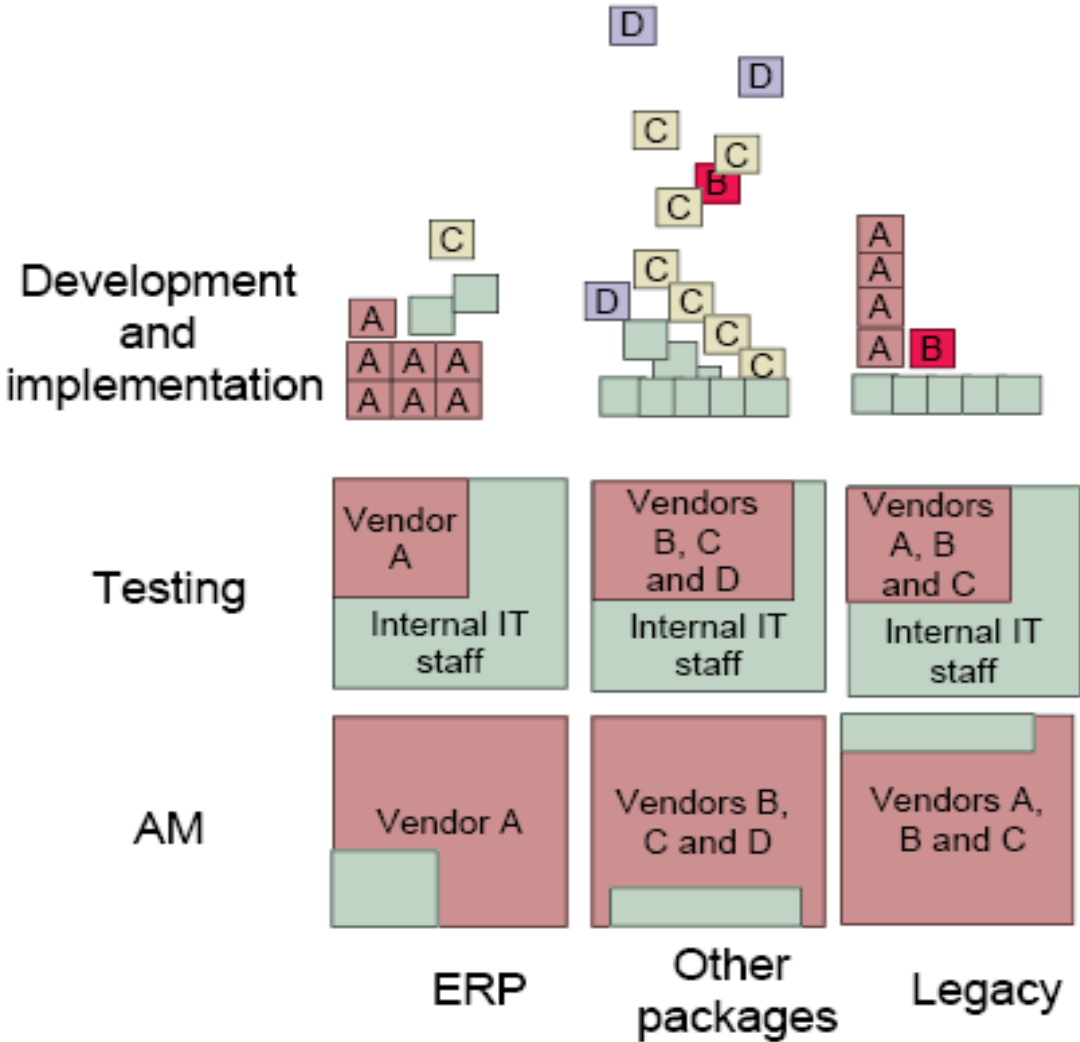 D
D
C
C
B
C
C
A
C
A
D
C
A
Development
and
implementation
A
C
A
B
A
A
A
C
A
A
A
Vendor
A
Internal IT
staff
Vendors
B, C
and D
Internal IT
staff
Vendors
A, B
and C
Internal IT
staff
Testing
Vendor A
Vendors B,
C and D
Vendors A,
B and C
AM
ERP
Other
packages
Legacy